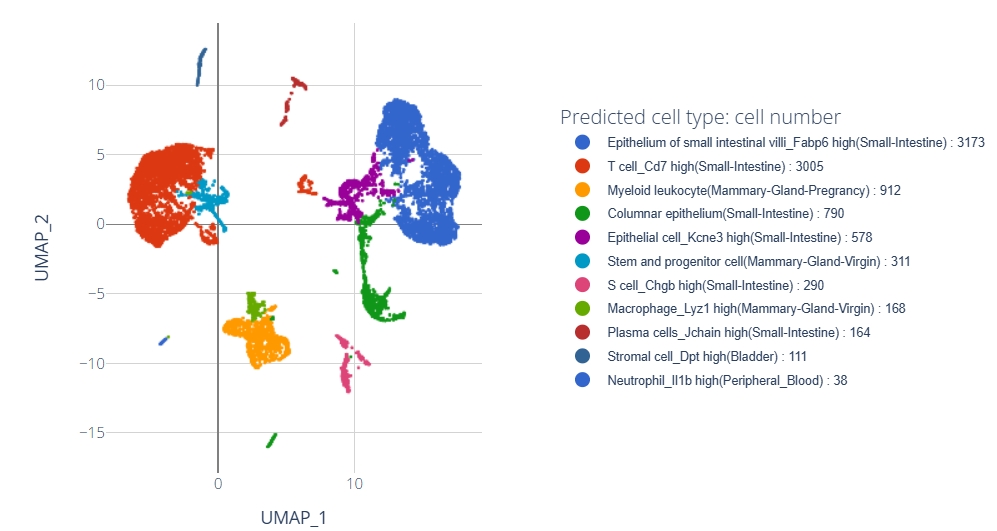 10
5
0
−5
−10
−15
0
10
UMAP_1
UMAP_2
Predicted cell type: cell number
Epithelium of small intestinal villi_Fabp6 high(Small-Intestine) : 3173
T cell_Cd7 high(Small-Intestine) : 3005
Myeloid leukocyte(Mammary-Gland-Pregrancy) : 912
Columnar epithelium(Small-Intestine) : 790
Epithelial cell_Kcne3 high(Small-Intestine) : 578
Stem and progenitor cell(Mammary-Gland-Virgin) : 311
S cell_Chgb high(Small-Intestine) : 290
Macrophage_Lyz1 high(Mammary-Gland-Virgin) : 168
Plasma cells_Jchain high(Small-Intestine) : 164
Stromal cell_Dpt high(Bladder) : 111
Neutrophil_Il1b high(Peripheral_Blood) : 38